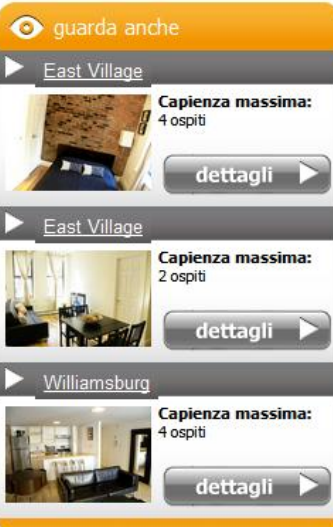 guarda anche
East Village
Capienza massima:
4 ospiti
dettagli
East Village
Capienza massima:
2 ospiti
dettagli
Williamsburg
Capienza massima:
4 ospiti
dettagli